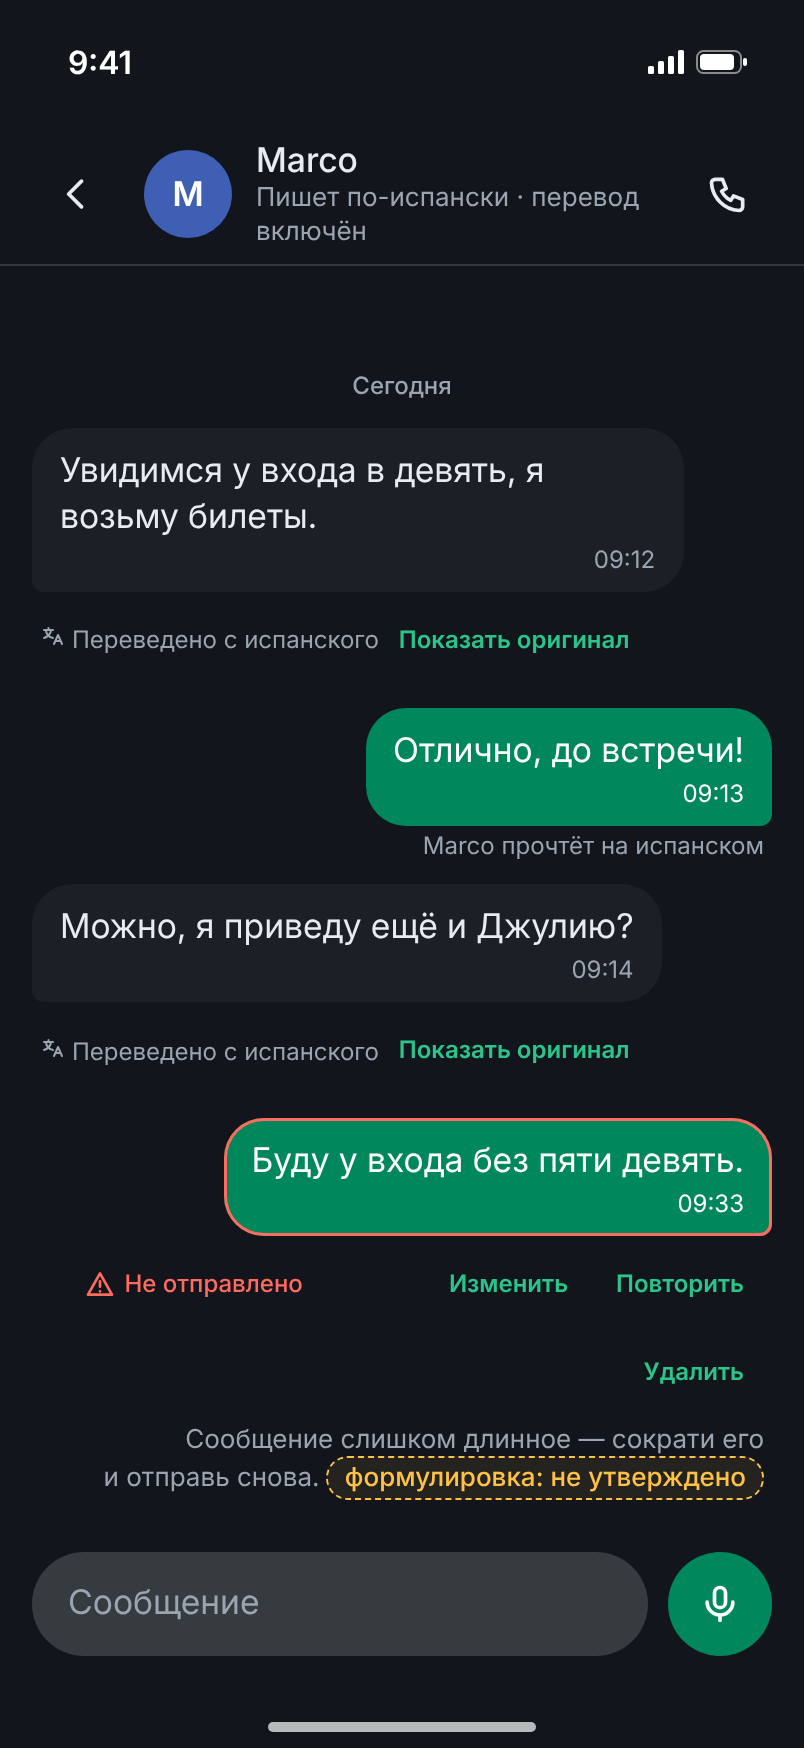 9:41
M
Marco
Пишет по-испански · перевод
включён
Сегодня
Увидимся у входа в девять, я
возьму билеты.
09:12
Переведено с испанского Показать оригинал
Отлично, до встречи!
09:13
Marco прочтёт на испанском
Можно, я приведу ещё и Джулию?
09:14
Переведено с испанского Показать оригинал
Буду у входа без пяти девять.
09:33
Не отправлено Изменить Повторить
Удалить
Сообщение слишком длинное — сократи его
и отправь снова. формулировка: не утверждено
Сообщение